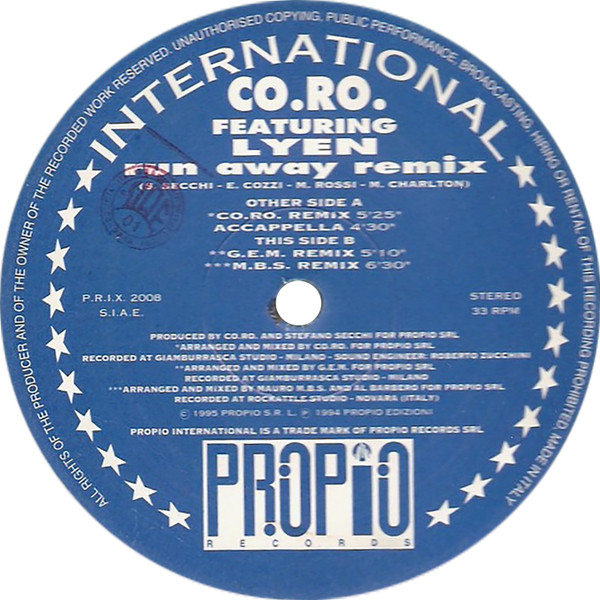 ALL RIGHTS OF THE PRODUCER AND OF THE OWNER OF THE RECORDED WORK RESERVED. UNAUTHORISED COPYING, PUBLIC PERFORMANCE, BROADCASTING, HIRING OR RENTAL OF THIS RECORDING PROHIBITED. MADE IN ITALY
INTERNATIONAL
CO.RO.
FEATURING
LYEN
run away remix
(S. SECCHI - E. COZZI - M. ROSSI - M. CHARLTON)
OTHER SIDE A
*CO.RO. REMIX 5'25"
ACCAPPELLA 4'30"
THIS SIDE B
**G.E.M. REMIX 5'10"
***M.B.S. REMIX 6'30"
P.R.I.X. 2008
S.I.A.E.
STEREO
33 RPM
PRODUCED BY CO.RO. AND STEFANO SECCHI FOR PROPIO SRL
*ARRANGED AND MIXED BY CO.RO. FOR PROPIO SRL
RECORDED AT GIAMBURRASCA STUDIO - MILANO - SOUND ENGINEER: ROBERTO ZUCCHINI
**ARRANGED AND MIXED BY G.E.M. FOR PROPIO SRL
RECORDED AT GIAMBURRASCA STUDIO - MILANO
***ARRANGED AND MIXED BY MAURO M.B.S. AND AL BARBERO FOR PROPIO SRL
RECORDED AT ROCKATTLE STUDIO - NOVARA (ITALY)
© 1995 PROPIO S.R. L. ℗ 1994 PROPIO EDIZIONI
PROPIO INTERNATIONAL IS A TRADE MARK OF PROPIO RECORDS SRL
PROPIO
RECORDS